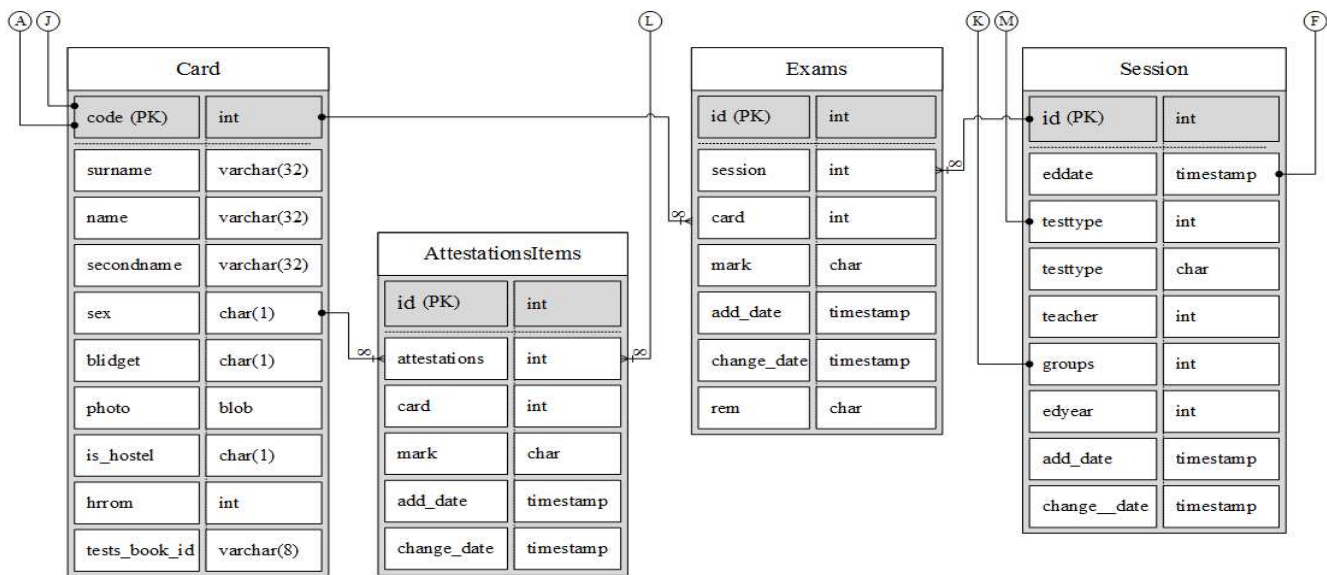 A J L K M F
Card
code (PK) int
surname varchar(32)
name varchar(32)
secondname varchar(32)
sex char(1)
blidget char(1)
photo blob
is_hostel char(1)
hrrom int
tests_book_id varchar(8)
AttestationsItems
id (PK) int
∞ attestations int ∞
card int
mark char
add_date timestamp
change_date timestamp
Exams
id (PK) int
session int ∞
∞ card int
mark char
add_date timestamp
change_date timestamp
rem char
Session
id (PK) int
eddate timestamp
testtype int
testtype char
teacher int
groups int
edyear int
add_date timestamp
change__date timestamp